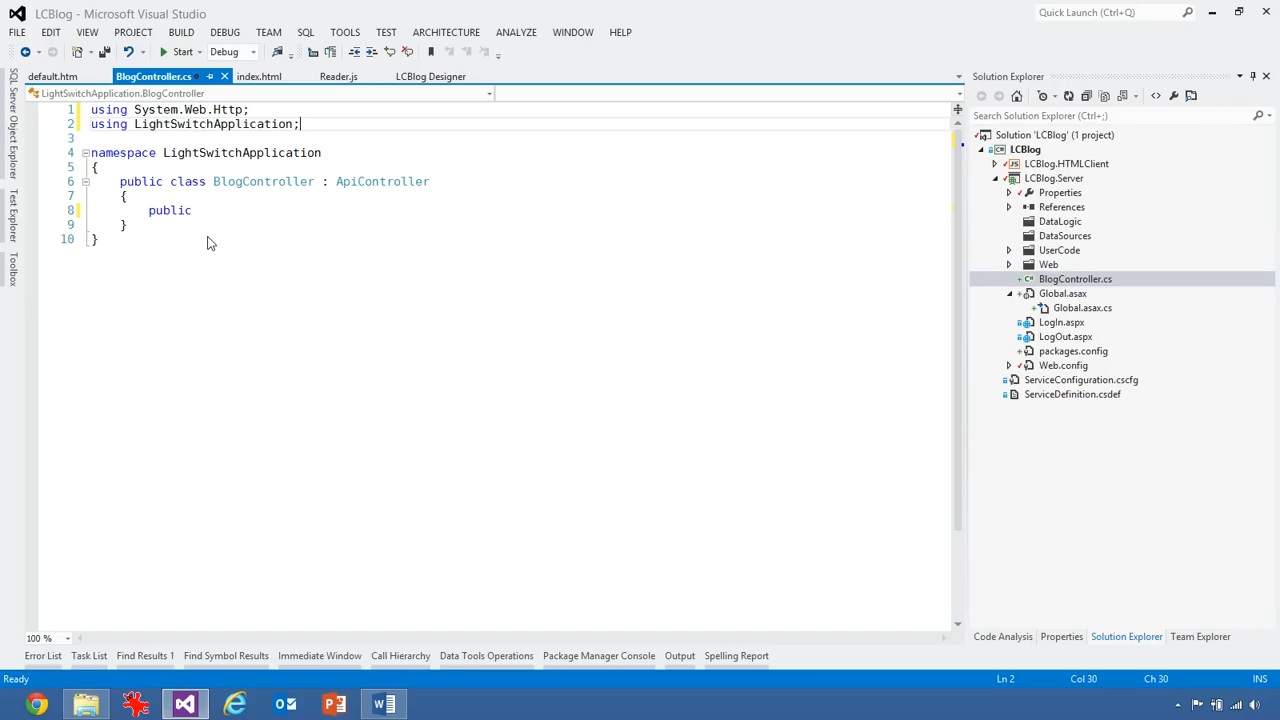 LCBlog - Microsoft Visual Studio
Quick Launch (Ctrl+Q)
FILE EDIT VIEW PROJECT BUILD DEBUG TEAM SQL TOOLS TEST ARCHITECTURE ANALYZE WINDOW HELP
Start Debug
default.htm BlogController.cs index.html Reader.js LCBlog Designer
LightSwitchApplication.BlogController
1 using System.Web.Http;
2 using LightSwitchApplication;
3
4 namespace LightSwitchApplication
5 {
6 public class BlogController : ApiController
7 {
8 public
9 }
10 }
SQL Server Object Explorer
Test Explorer
Toolbox
Solution Explorer
Search Solution Explorer (Ctrl+;)
Solution 'LCBlog' (1 project)
LCBlog
LCBlog.HTMLClient
LCBlog.Server
Properties
References
DataLogic
DataSources
UserCode
Web
BlogController.cs
Global.asax
Global.asax.cs
LogIn.aspx
LogOut.aspx
packages.config
Web.config
ServiceConfiguration.cscfg
ServiceDefinition.csdef
100 %
Code Analysis Properties Solution Explorer Team Explorer
Error List Task List Find Results 1 Find Symbol Results Immediate Window Call Hierarchy Data Tools Operations Package Manager Console Output Spelling Report
Ready Ln 2 Col 30 Ch 30 INS